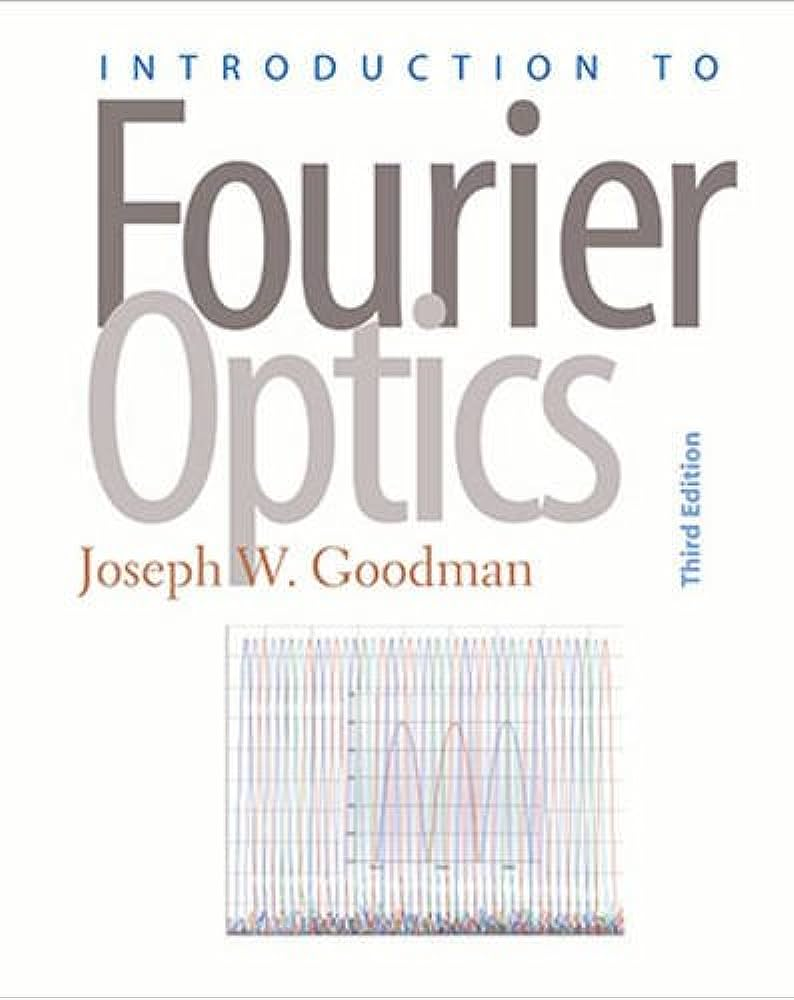 INTRODUCTION TO
Fourier
Optics
Third Edition
Joseph W. Goodman